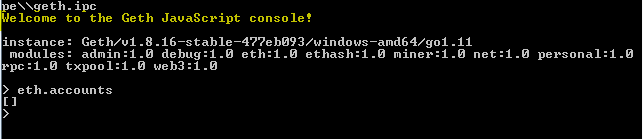 pe\\geth.ipc
Welcome to the Geth JavaScript console!
instance: Geth/v1.8.16-stable-477eb093/windows-amd64/go1.11
modules: admin:1.0 debug:1.0 eth:1.0 ethash:1.0 miner:1.0 net:1.0 personal:1.0
rpc:1.0 txpool:1.0 web3:1.0
> eth.accounts
[]
>